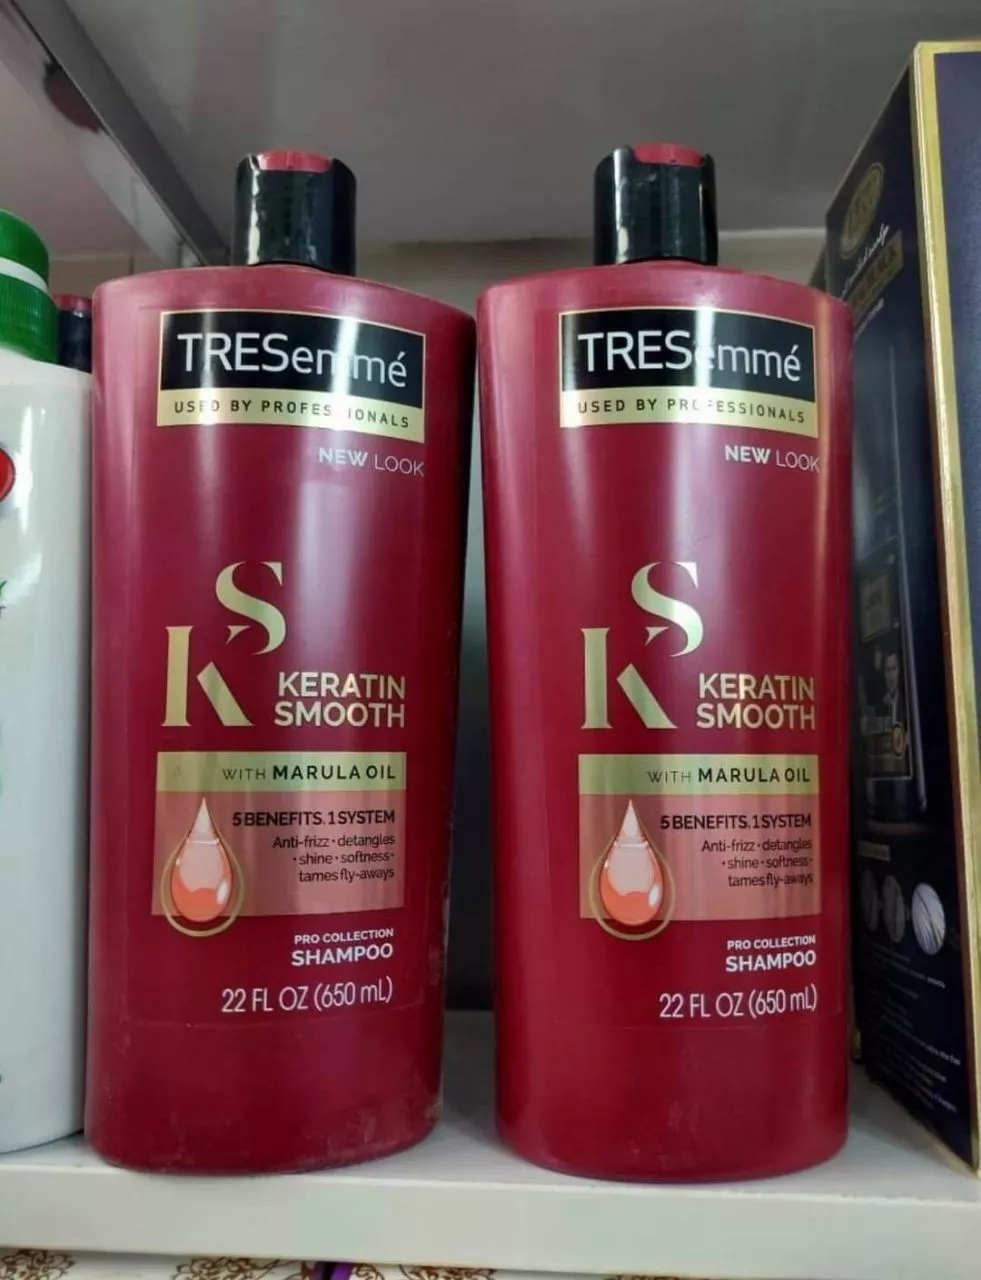 TRESemmé
USED BY PROFESSIONALS
NEW LOOK
KS
KERATIN
SMOOTH
WITH MARULA OIL
5 BENEFITS. 1 SYSTEM
Anti-frizz • detangles
• shine • softness •
tames fly-aways
PRO COLLECTION
SHAMPOO
22 FL OZ (650 mL)
TRESemmé
USED BY PROFESSIONALS
NEW LOOK
KS
KERATIN
SMOOTH
WITH MARULA OIL
5 BENEFITS. 1 SYSTEM
Anti-frizz • detangles
• shine • softness •
tames fly-aways
PRO COLLECTION
SHAMPOO
22 FL OZ (650 mL)